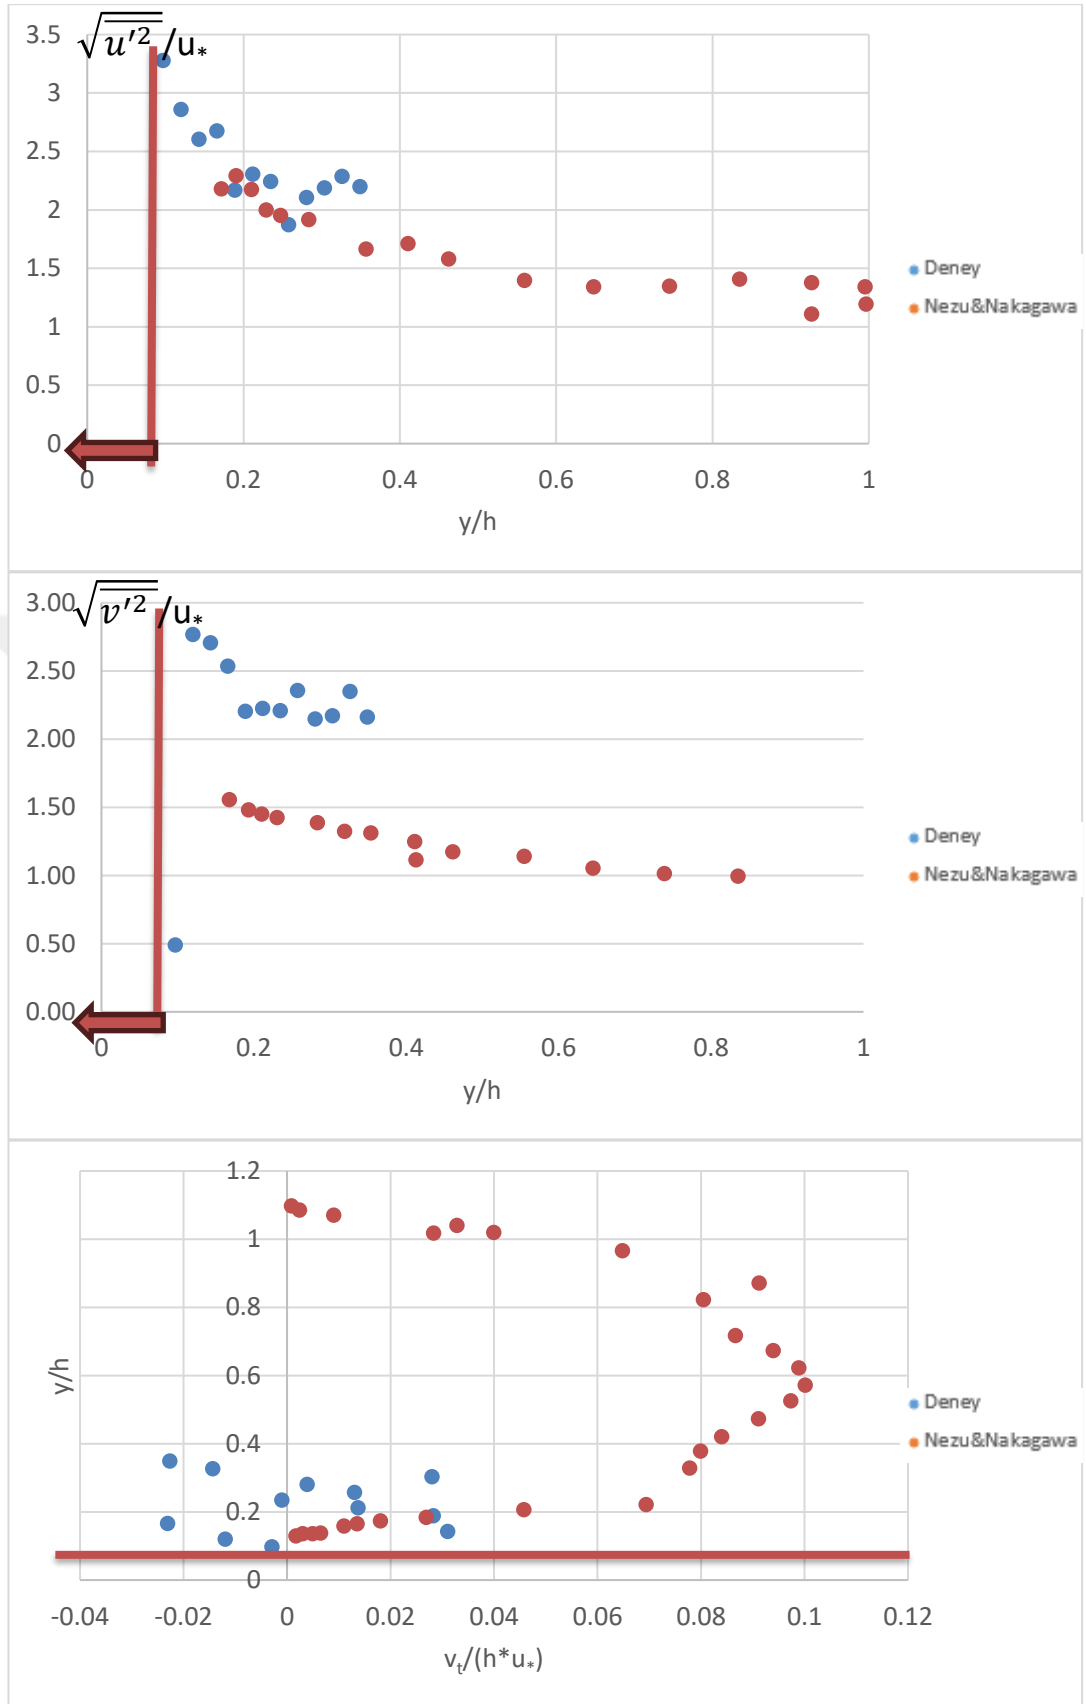 √u′² /u*
3.5
3
2.5
2
1.5
1
0.5
0
0 0.2 0.4 0.6 0.8 1
y/h
Deney
Nezu&Nakagawa
√v′² /u*
3.00
2.50
2.00
1.50
1.00
0.50
0.00
0 0.2 0.4 0.6 0.8 1
y/h
Deney
Nezu&Nakagawa
1.2
1
0.8
0.6
0.4
0.2
0
y/h
-0.04 -0.02 0 0.02 0.04 0.06 0.08 0.1 0.12
vt/(h*u*)
Deney
Nezu&Nakagawa